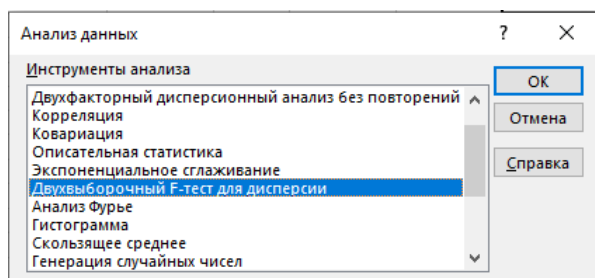 Анализ данных ?
Инструменты анализа
Двухфакторный дисперсионный анализ без повторений
Корреляция
Ковариация
Описательная статистика
Экспоненциальное сглаживание
Двухвыборочный F-тест для дисперсии
Анализ Фурье
Гистограмма
Скользящее среднее
Генерация случайных чисел
ОК
Отмена
Справка